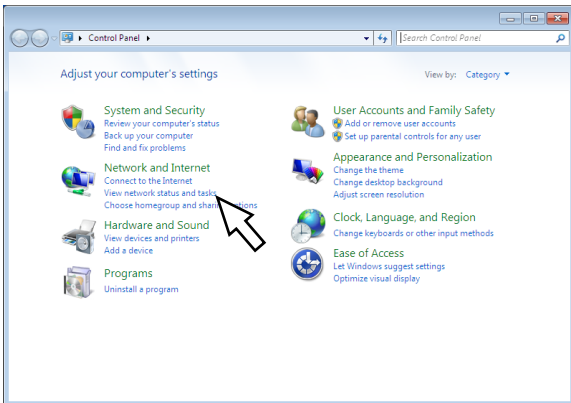 Control Panel
Search Control Panel
Adjust your computer's settings
View by: Category
System and Security
Review your computer's status
Back up your computer
Find and fix problems
Network and Internet
Connect to the Internet
View network status and tasks
Choose homegroup and sharing options
Hardware and Sound
View devices and printers
Add a device
Programs
Uninstall a program
User Accounts and Family Safety
Add or remove user accounts
Set up parental controls for any user
Appearance and Personalization
Change the theme
Change desktop background
Adjust screen resolution
Clock, Language, and Region
Change keyboards or other input methods
Ease of Access
Let Windows suggest settings
Optimize visual display